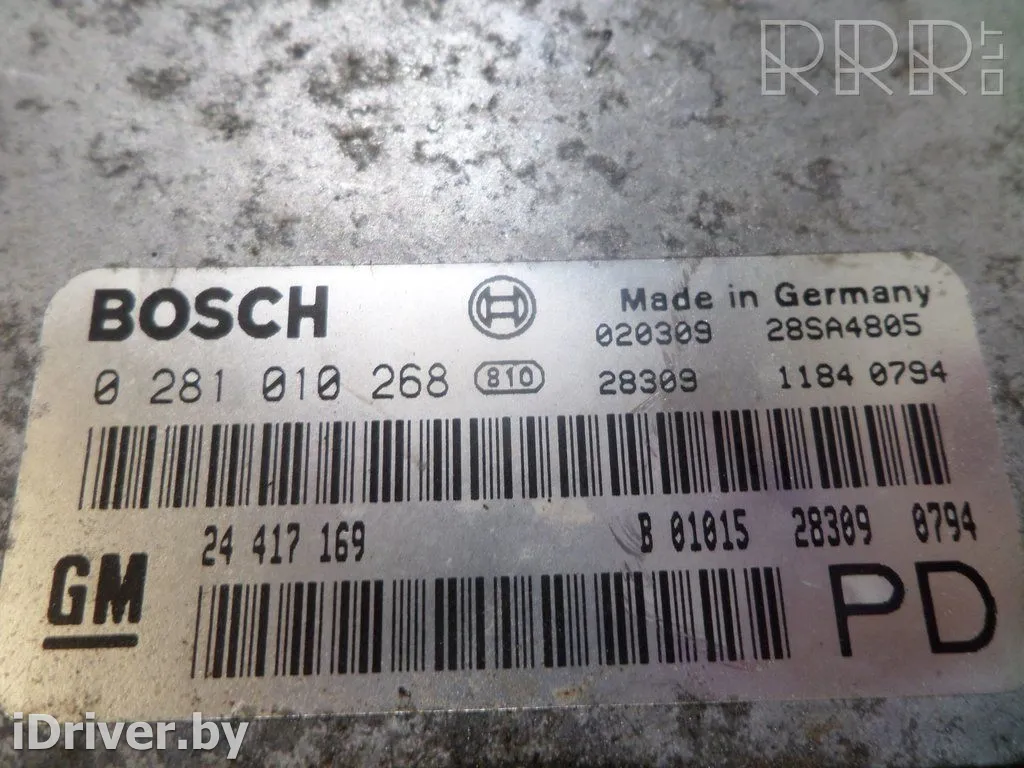 RRR.LT
BOSCH Made in Germany
020309 28SA4805
0 281 010 268 810 28309 1184 0794
24 417 169 B 01015 28309 0794
GM PD
iDriver.by